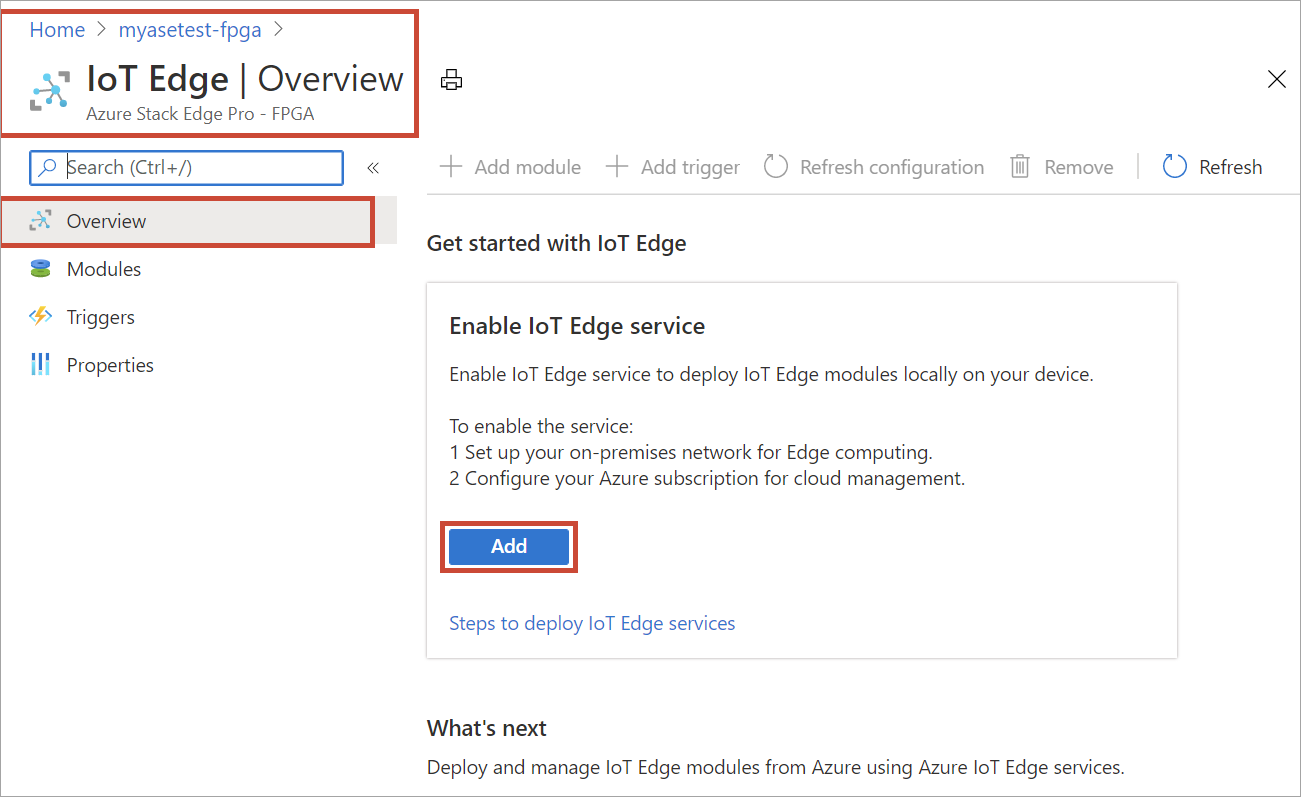 Home > myasetest-fpga >
IoT Edge | Overview
Azure Stack Edge Pro - FPGA
Search (Ctrl+/)
«
Add module
Add trigger
Refresh configuration
Remove
Refresh
Overview
Modules
Triggers
Properties
Get started with IoT Edge
Enable IoT Edge service
Enable IoT Edge service to deploy IoT Edge modules locally on your device.
To enable the service:
1 Set up your on-premises network for Edge computing.
2 Configure your Azure subscription for cloud management.
Add
Steps to deploy IoT Edge services
What's next
Deploy and manage IoT Edge modules from Azure using Azure IoT Edge services.